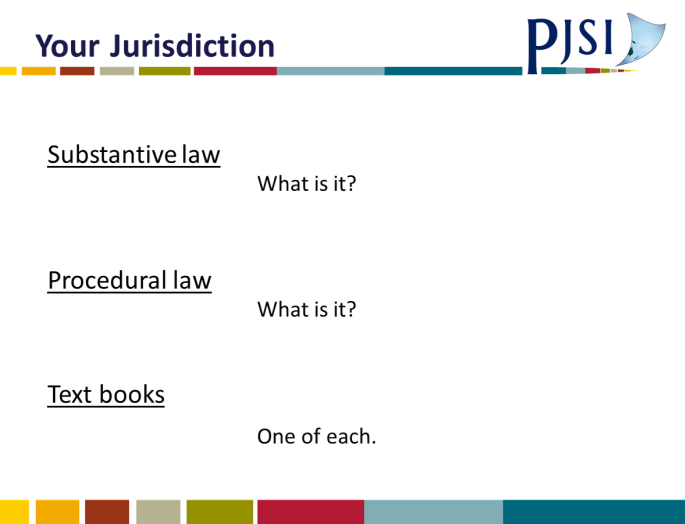 Your Jurisdiction
PJSI
Substantive law
What is it?
Procedural law
What is it?
Text books
One of each.